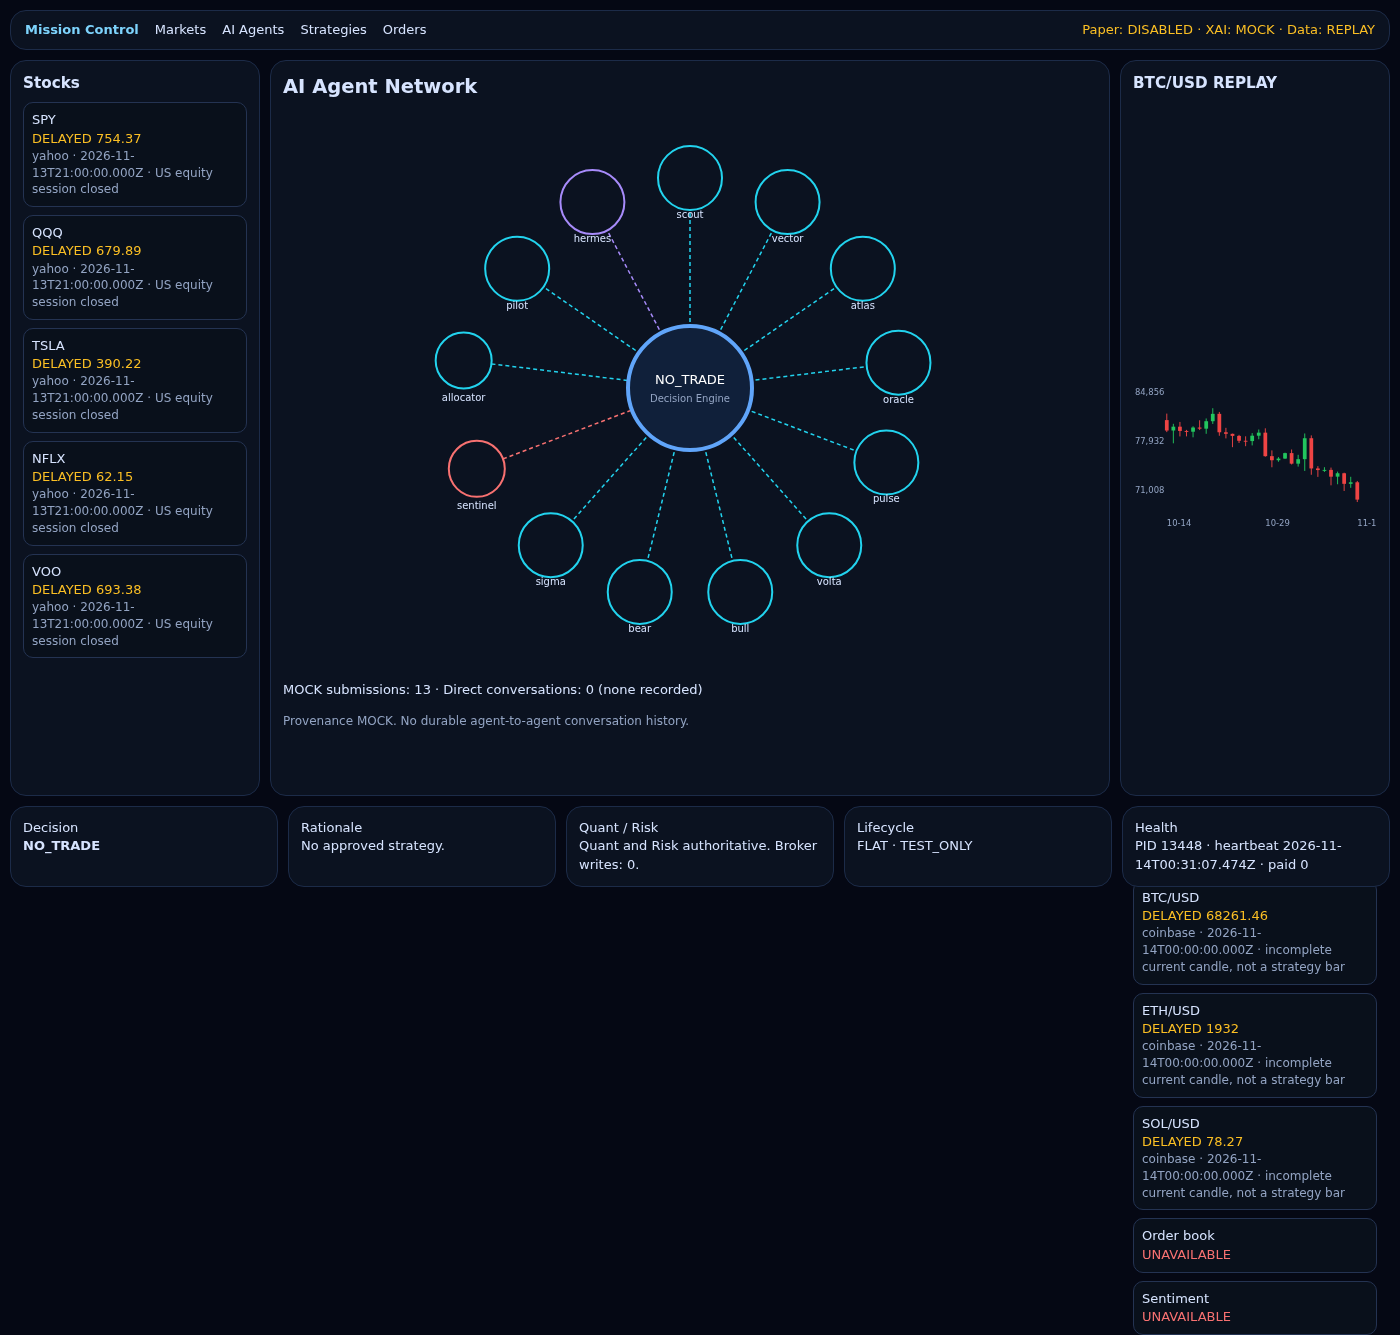 Mission Control Markets AI Agents Strategies Orders
Paper: DISABLED · XAI: MOCK · Data: REPLAY
Stocks
SPY
DELAYED 754.37
yahoo · 2026-11-
13T21:00:00.000Z · US equity
session closed
QQQ
DELAYED 679.89
yahoo · 2026-11-
13T21:00:00.000Z · US equity
session closed
TSLA
DELAYED 390.22
yahoo · 2026-11-
13T21:00:00.000Z · US equity
session closed
NFLX
DELAYED 62.15
yahoo · 2026-11-
13T21:00:00.000Z · US equity
session closed
VOO
DELAYED 693.38
yahoo · 2026-11-
13T21:00:00.000Z · US equity
session closed
AI Agent Network
scout
hermes
vector
pilot
atlas
allocator
oracle
NO_TRADE
Decision Engine
sentinel
pulse
sigma
volta
bear
bull
MOCK submissions: 13 · Direct conversations: 0 (none recorded)
Provenance MOCK. No durable agent-to-agent conversation history.
BTC/USD REPLAY
84,856
77,932
71,008
10-14
10-29
11-1
Decision
NO_TRADE
Rationale
No approved strategy.
Quant / Risk
Quant and Risk authoritative. Broker
writes: 0.
Lifecycle
FLAT · TEST_ONLY
Health
PID 13448 · heartbeat 2026-11-
14T00:31:07.474Z · paid 0
BTC/USD
DELAYED 68261.46
coinbase · 2026-11-
14T00:00:00.000Z · incomplete
current candle, not a strategy bar
ETH/USD
DELAYED 1932
coinbase · 2026-11-
14T00:00:00.000Z · incomplete
current candle, not a strategy bar
SOL/USD
DELAYED 78.27
coinbase · 2026-11-
14T00:00:00.000Z · incomplete
current candle, not a strategy bar
Order book
UNAVAILABLE
Sentiment
UNAVAILABLE